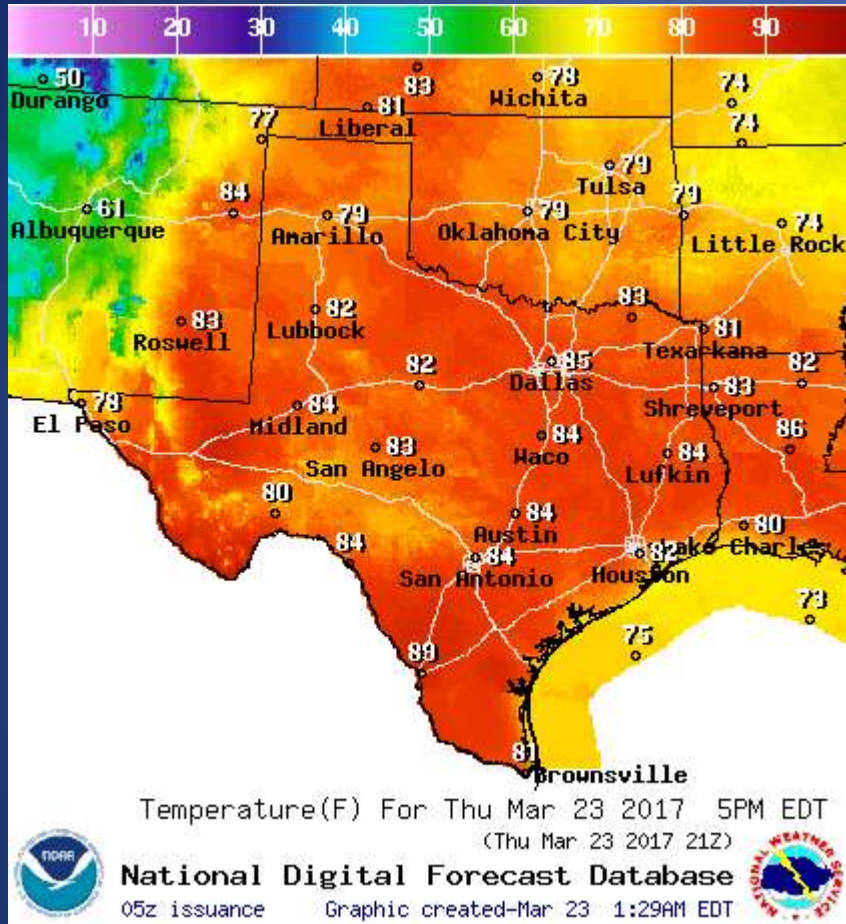 10 20 30 40 50 60 70 80 90
50 83 78 74
Durango 81 Wichita
77 Liberal 74
79
84 Tulsa
61 79 79 79 74
Albuquerque Amarillo Oklahoma City Little Rock
83 82 83 81
Roswell Lubbock Texarkana
82 85 82
Dallas 83
78 84 Shreveport
El Paso Midland 84 86
83 Waco 84
San Angelo Lufkin
80 84 80
Austin
84 84 82 Lake Charles
San Antonio Houston
73
75
89
81
Brownsville
Temperature(F) For Thu Mar 23 2017 5PM EDT
(Thu Mar 23 2017 21Z)
NOAA
NATIONAL WEATHER SERVICE
National Digital Forecast Database
05z issuance Graphic created-Mar 23 1:29AM EDT